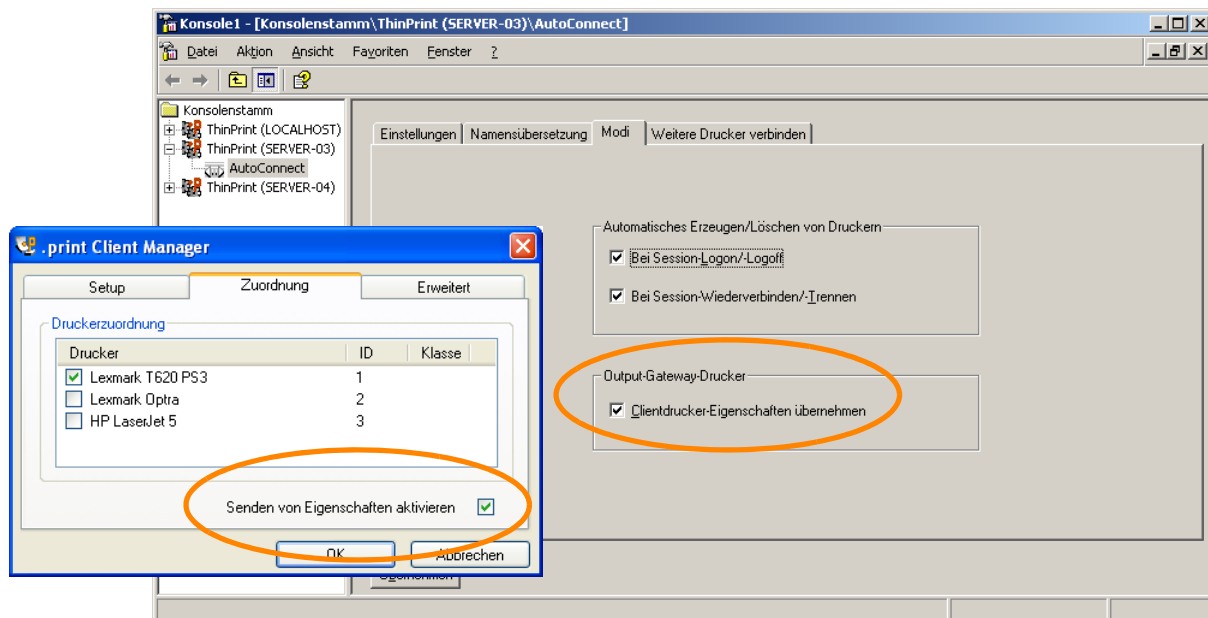 Konsole1 - [Konsolenstamm\ThinPrint (SERVER-03)\AutoConnect]
Datei Aktion Ansicht Favoriten Fenster ?
Konsolenstamm
ThinPrint (LOCALHOST)
ThinPrint (SERVER-03)
AutoConnect
ThinPrint (SERVER-04)
Einstellungen Namensübersetzung Modi Weitere Drucker verbinden
Automatisches Erzeugen/Löschen von Druckern
Bei Session-Logon/-Logoff
Bei Session-Wiederverbinden/-Trennen
Output-Gateway-Drucker
Clientdrucker-Eigenschaften übernehmen
.print Client Manager
Setup Zuordnung Erweitert
Druckerzuordnung
Drucker ID Klasse
Lexmark T620 PS3 1
Lexmark Optra 2
HP LaserJet 5 3
Senden von Eigenschaften aktivieren
OK Abbrechen
Übernehmen